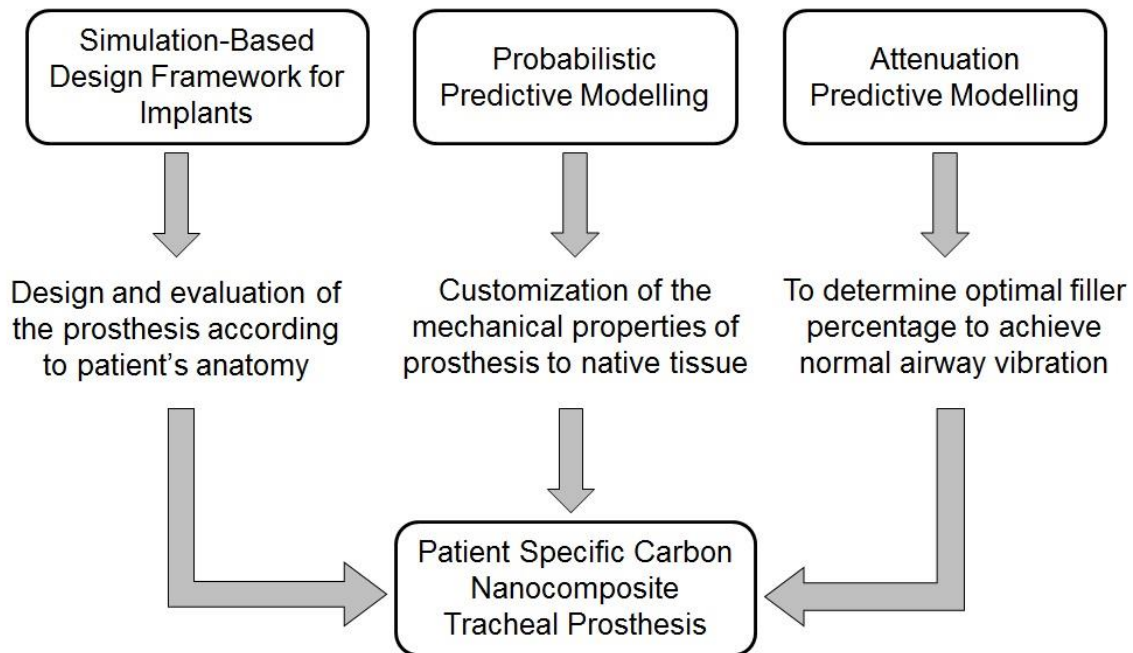 Simulation-Based
Design Framework for
Implants
Probabilistic
Predictive Modelling
Attenuation
Predictive Modelling
Design and evaluation of
the prosthesis according
to patient's anatomy
Customization of the
mechanical properties of
prosthesis to native tissue
To determine optimal filler
percentage to achieve
normal airway vibration
Patient Specific Carbon
Nanocomposite
Tracheal Prosthesis